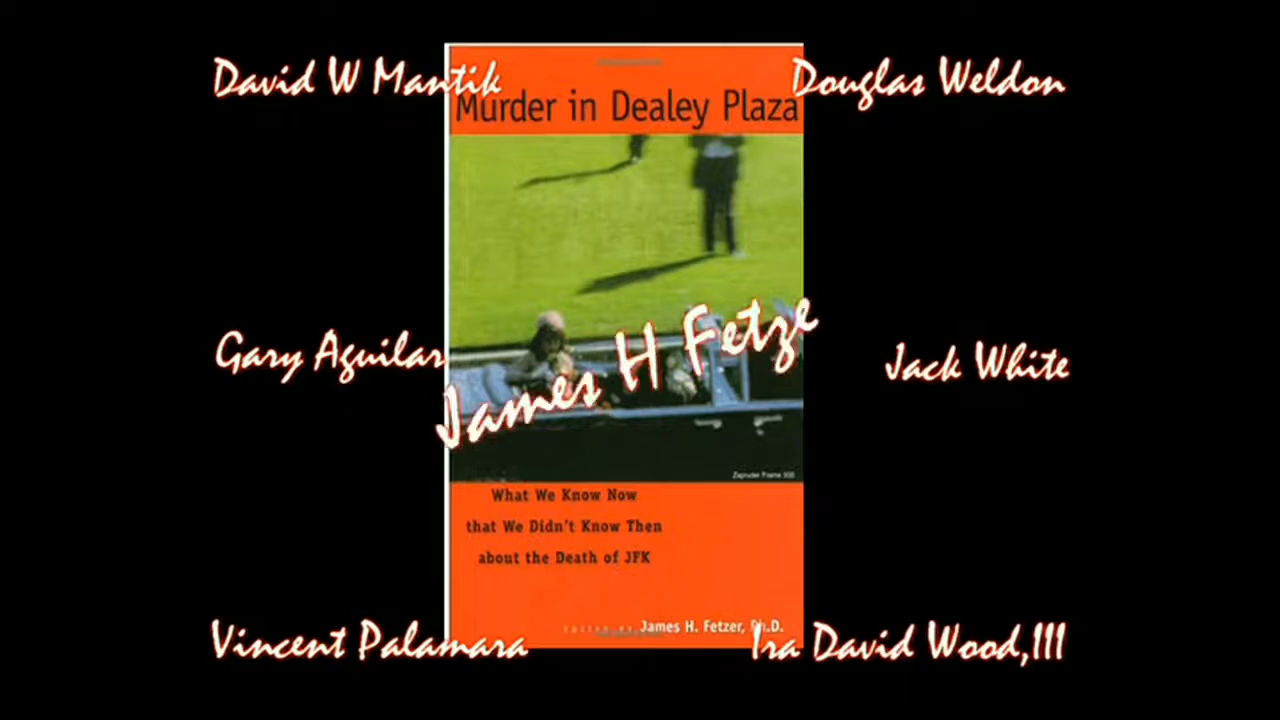 David W Mantik
Douglas Weldon
Murder in Dealey Plaza
Gary Aguilar
James H Fetze
Jack White
Zapruder Frame
What We Know Now
that We Didn't Know Then
about the Death of JFK
EDITED BY James H. Fetzer, Ph.D.
Vincent Palamara
Ira David Wood,III